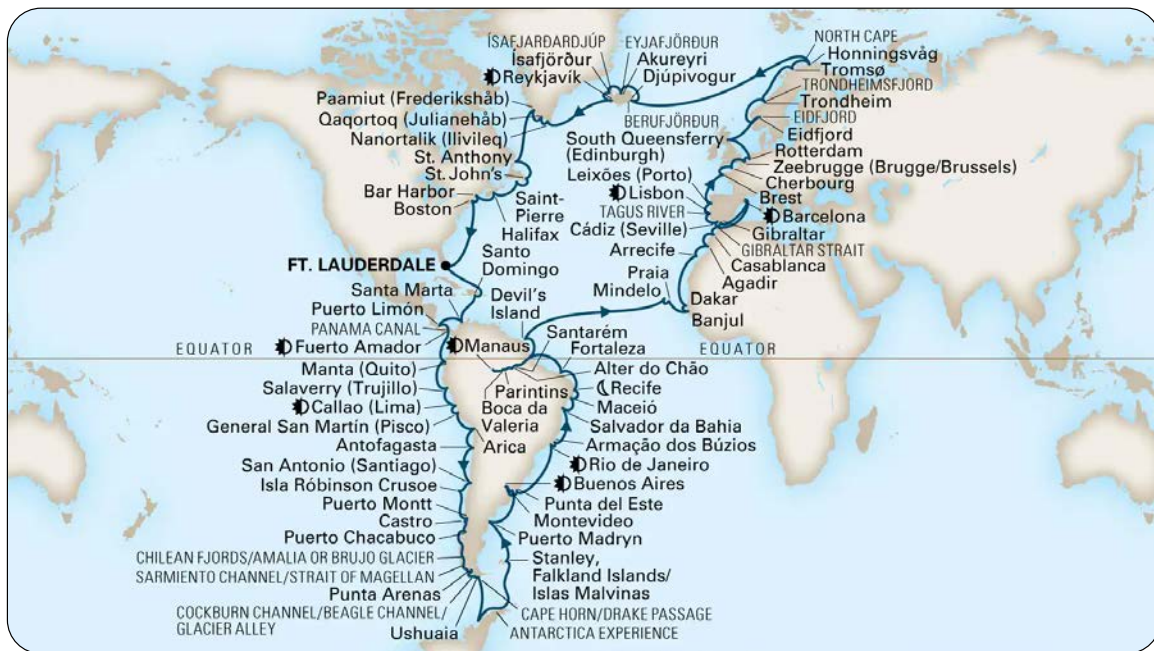 NORTH CAPE
Honningsvåg
Tromsø
TRONDHEIMSFJORD
Trondheim
EIDFJORD
Eidfjord
Rotterdam
Zeebrugge (Brugge/Brussels)
Cherbourg
Brest
Barcelona
Gibraltar
GIBRALTAR STRAIT
Casablanca
Agadir
Dakar
Banjul
ÍSAFJARÐARDJÚP
Ísafjörður
Reykjavík
EYJAFJÖRÐUR
Akureyri
Djúpivogur
BERUFJÖRÐUR
South Queensferry
(Edinburgh)
Leixões (Porto)
Lisbon
TAGUS RIVER
Cádiz (Seville)
Arrecife
Praia
Mindelo
Paamiut (Frederikshåb)
Qaqortoq (Julianehåb)
Nanortalik (Ilivileq)
St. Anthony
St. John's
Bar Harbor
Boston
Saint-
Pierre
Halifax
Santo
Domingo
FT. LAUDERDALE
Santa Marta
Devil's
Island
Puerto Limón
PANAMA CANAL
Fuerto Amador
EQUATOR
Manaus
Santarém
Fortaleza
EQUATOR
Manta (Quito)
Salaverry (Trujillo)
Callao (Lima)
General San Martín (Pisco)
Antofagasta
Arica
San Antonio (Santiago)
Isla Róbinson Crusoe
Puerto Montt
Castro
Puerto Chacabuco
CHILEAN FJORDS/AMALIA OR BRUJO GLACIER
SARMIENTO CHANNEL/STRAIT OF MAGELLAN
Punta Arenas
COCKBURN CHANNEL/BEAGLE CHANNEL/
GLACIER ALLEY
Ushuaia
Alter do Chão
Parintins
Boca da
Valeria
Recife
Maceió
Salvador da Bahia
Armação dos Búzios
Rio de Janeiro
Buenos Aires
Punta del Este
Montevideo
Puerto Madryn
Stanley,
Falkland Islands/
Islas Malvinas
CAPE HORN/DRAKE PASSAGE
ANTARCTICA EXPERIENCE